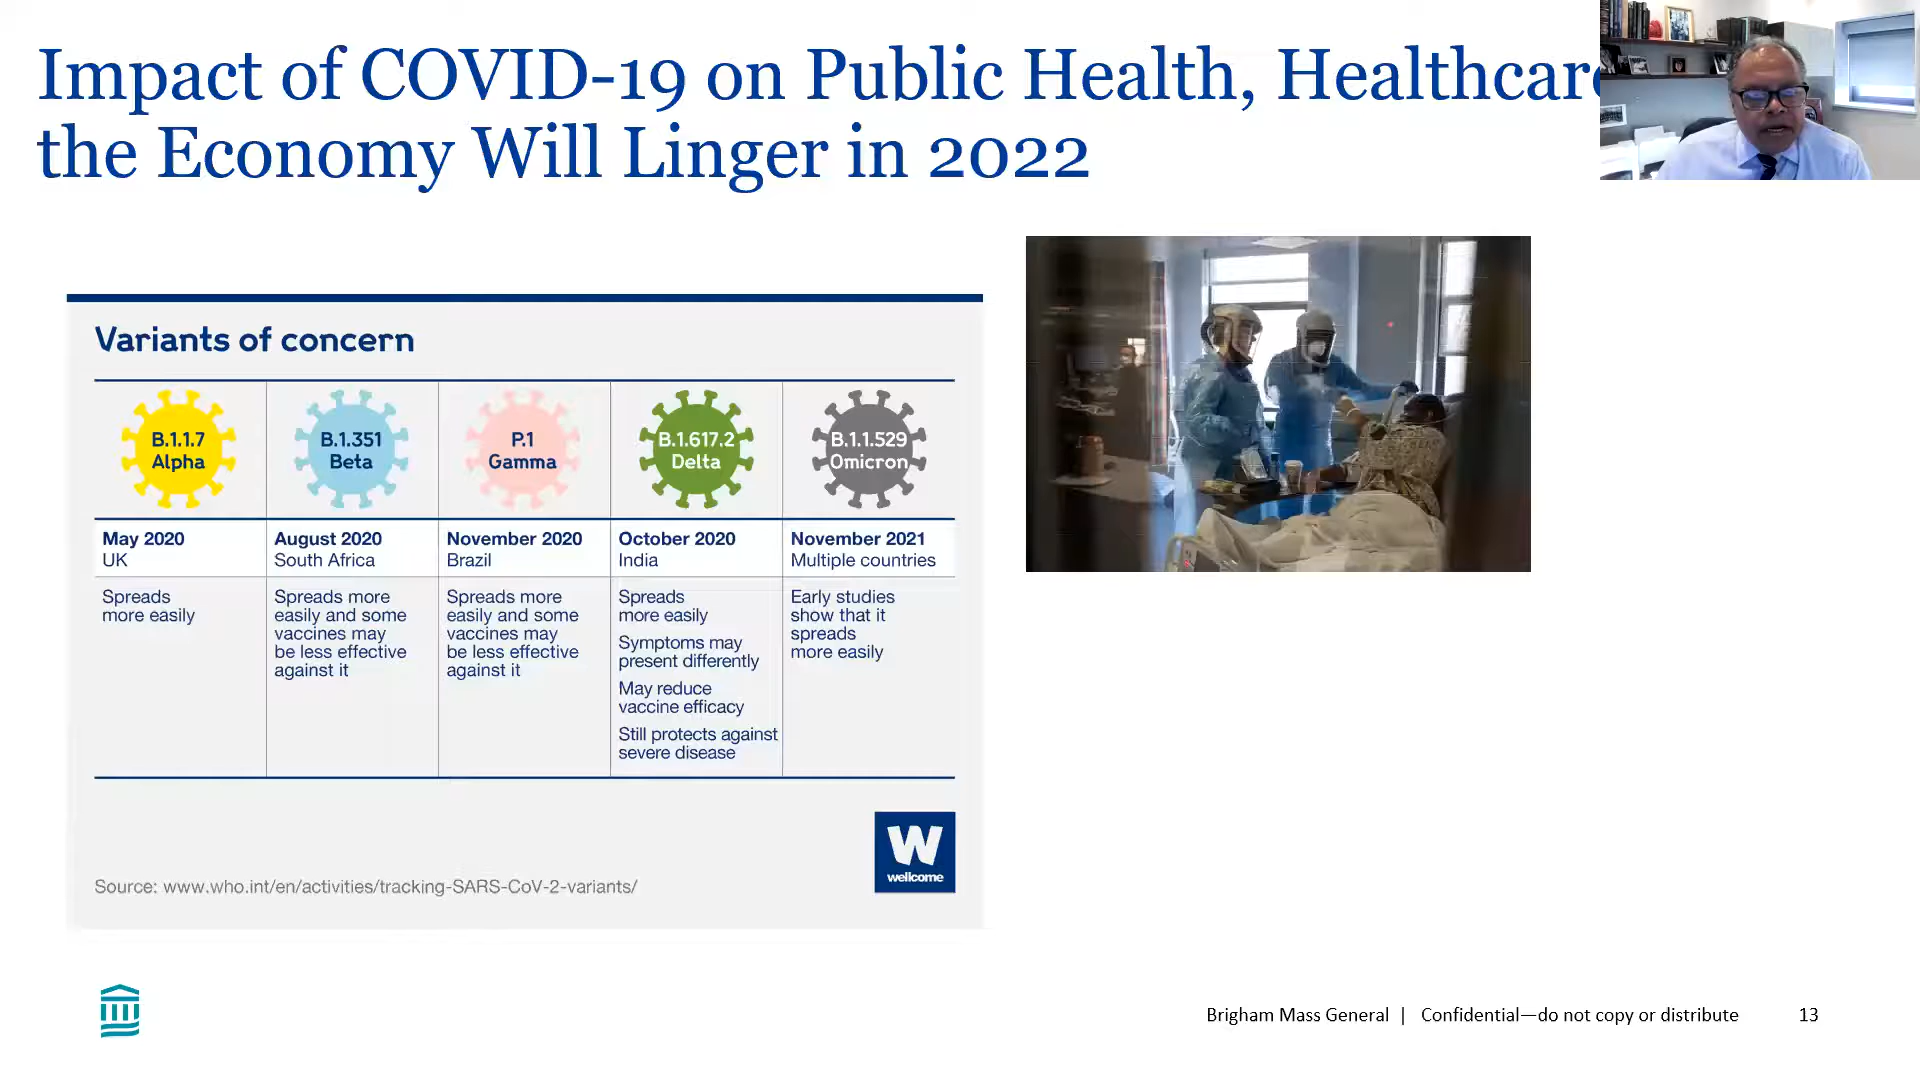 Impact of COVID-19 on Public Health, Healthcar
the Economy Will Linger in 2022
Variants of concern
B.1.1.7
Alpha
B.1.351
Beta
P.1
Gamma
B.1.617.2
Delta
B.1.1.529
Omicron
May 2020
UK
August 2020
South Africa
November 2020
Brazil
October 2020
India
November 2021
Multiple countries
Spreads
more easily
Spreads more
easily and some
vaccines may
be less effective
against it
Spreads more
easily and some
vaccines may
be less effective
against it
Spreads
more easily
Symptoms may
present differently
May reduce
vaccine efficacy
Still protects against
severe disease
Early studies
show that it
spreads
more easily
W
wellcome
Source: www.who.int/en/activities/tracking-SARS-CoV-2-variants/
Brigham Mass General | Confidential—do not copy or distribute 13